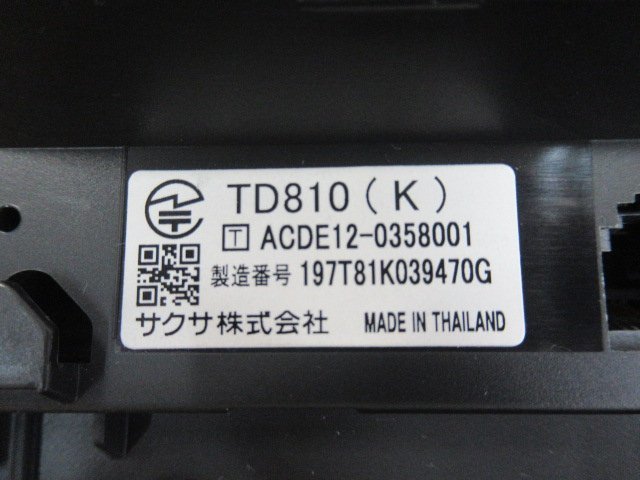 TD810(K)
T ACDE12-0358001
製造番号 197T81K039470G
サクサ株式会社 MADE IN THAILAND